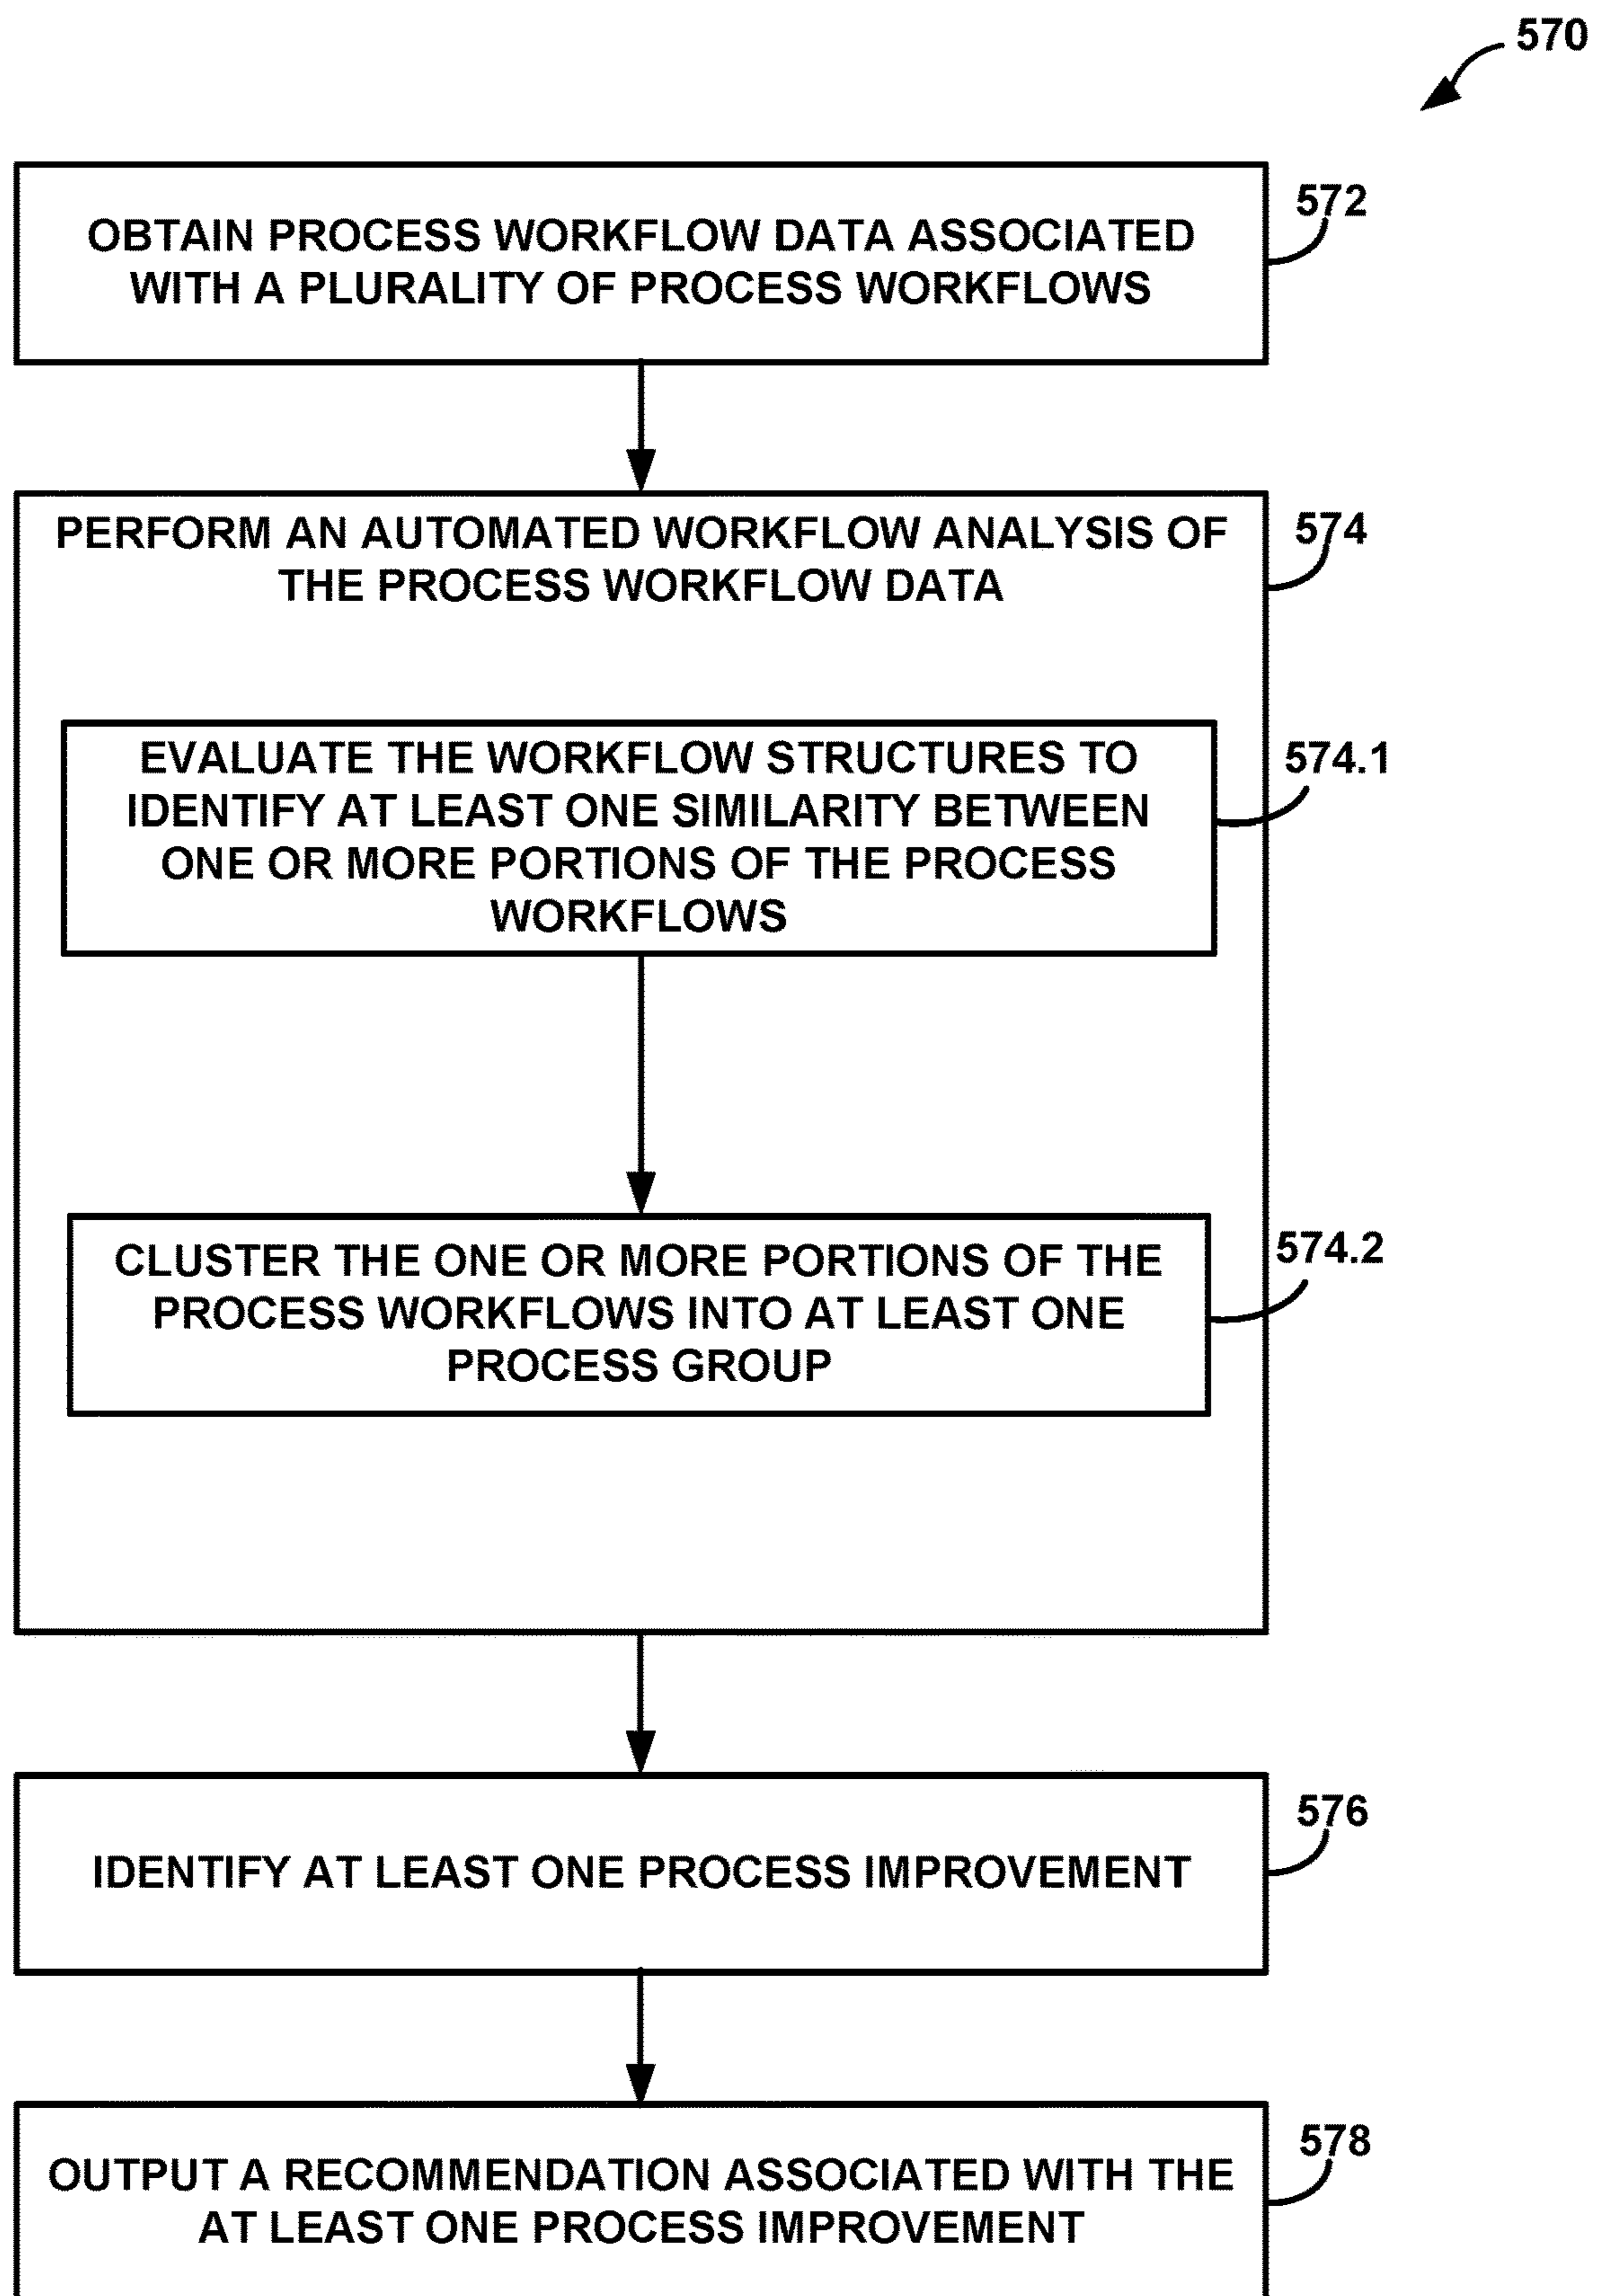 570
572
OBTAIN PROCESS WORKFLOW DATA ASSOCIATED
WITH A PLURALITY OF PROCESS WORKFLOWS
574
PERFORM AN AUTOMATED WORKFLOW ANALYSIS OF
THE PROCESS WORKFLOW DATA
574.1
EVALUATE THE WORKFLOW STRUCTURES TO
IDENTIFY AT LEAST ONE SIMILARITY BETWEEN
ONE OR MORE PORTIONS OF THE PROCESS
WORKFLOWS
574.2
CLUSTER THE ONE OR MORE PORTIONS OF THE
PROCESS WORKFLOWS INTO AT LEAST ONE
PROCESS GROUP
576
IDENTIFY AT LEAST ONE PROCESS IMPROVEMENT
578
OUTPUT A RECOMMENDATION ASSOCIATED WITH THE
AT LEAST ONE PROCESS IMPROVEMENT